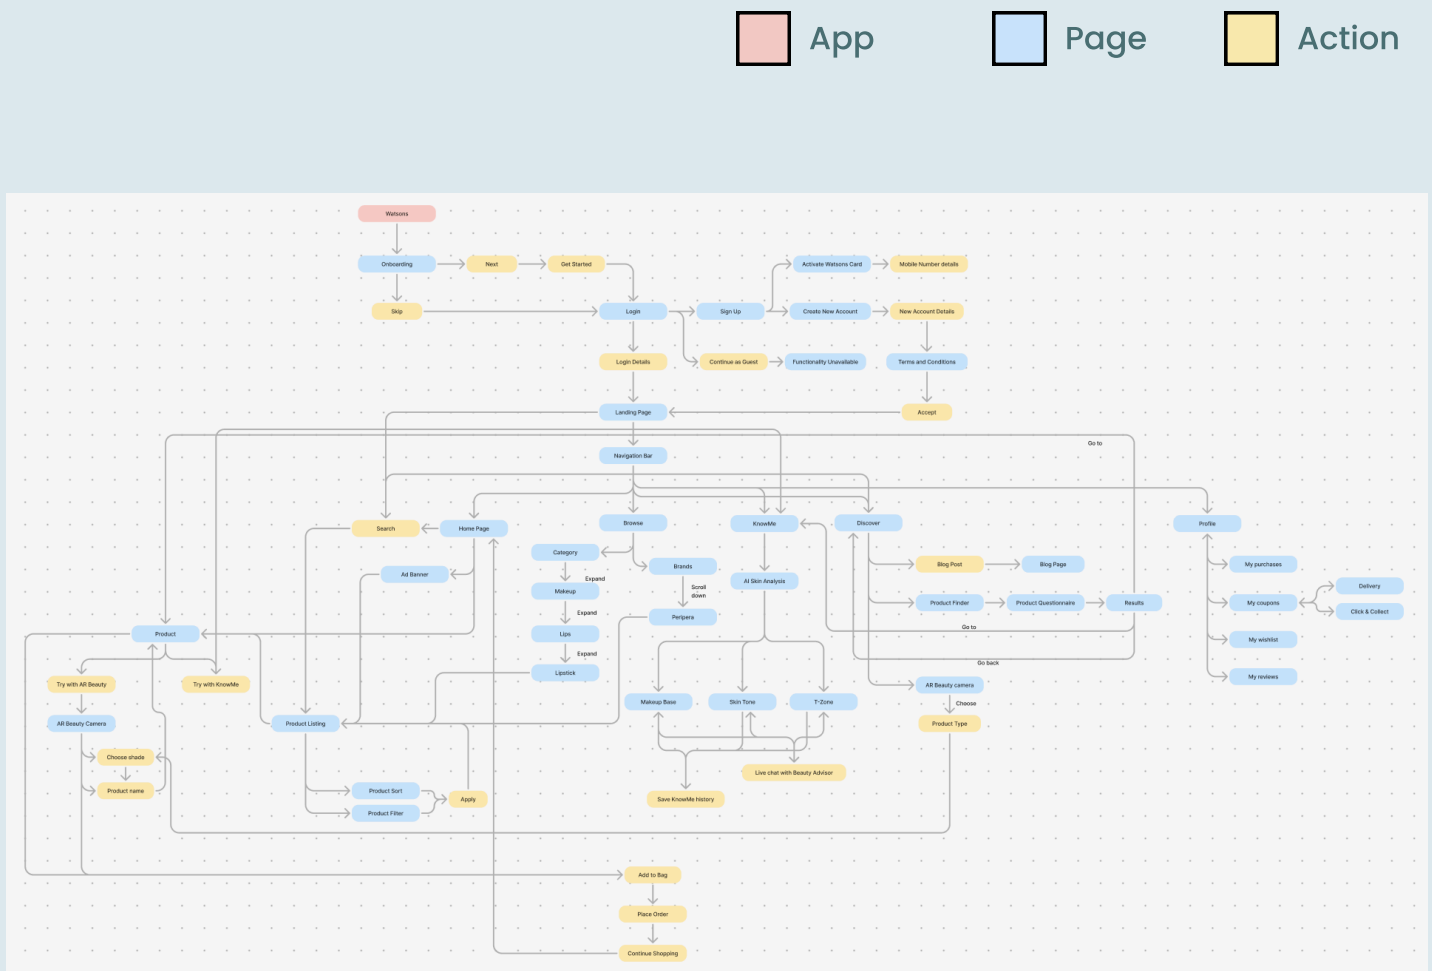 App
Page
Action
Watsons
Onboarding
Next
Get Started
Activate Watsons Card
Mobile Number details
Skip
Login
Sign Up
Create New Account
New Account Details
Login Details
Continue as Guest
Functionality Unavailable
Terms and Conditions
Landing Page
Accept
Go to
Navigation Bar
Search
Home Page
Browse
KnowMe
Discover
Profile
Category
Brands
Blog Post
Blog Page
My purchases
Ad Banner
Expand
AI Skin Analysis
Makeup
Scroll
down
Delivery
Product Finder
Product Questionnaire
Results
My coupons
Click & Collect
Expand
Peripera
Go to
Product
Lips
My wishlist
Expand
Go back
Lipstick
My reviews
Try with AR Beauty
Try with KnowMe
AR Beauty camera
Makeup Base
Skin Tone
T-Zone
Choose
AR Beauty Camera
Product Listing
Product Type
Choose shade
Live chat with Beauty Advisor
Product name
Product Sort
Apply
Save KnowMe history
Product Filter
Add to Bag
Place Order
Continue Shopping